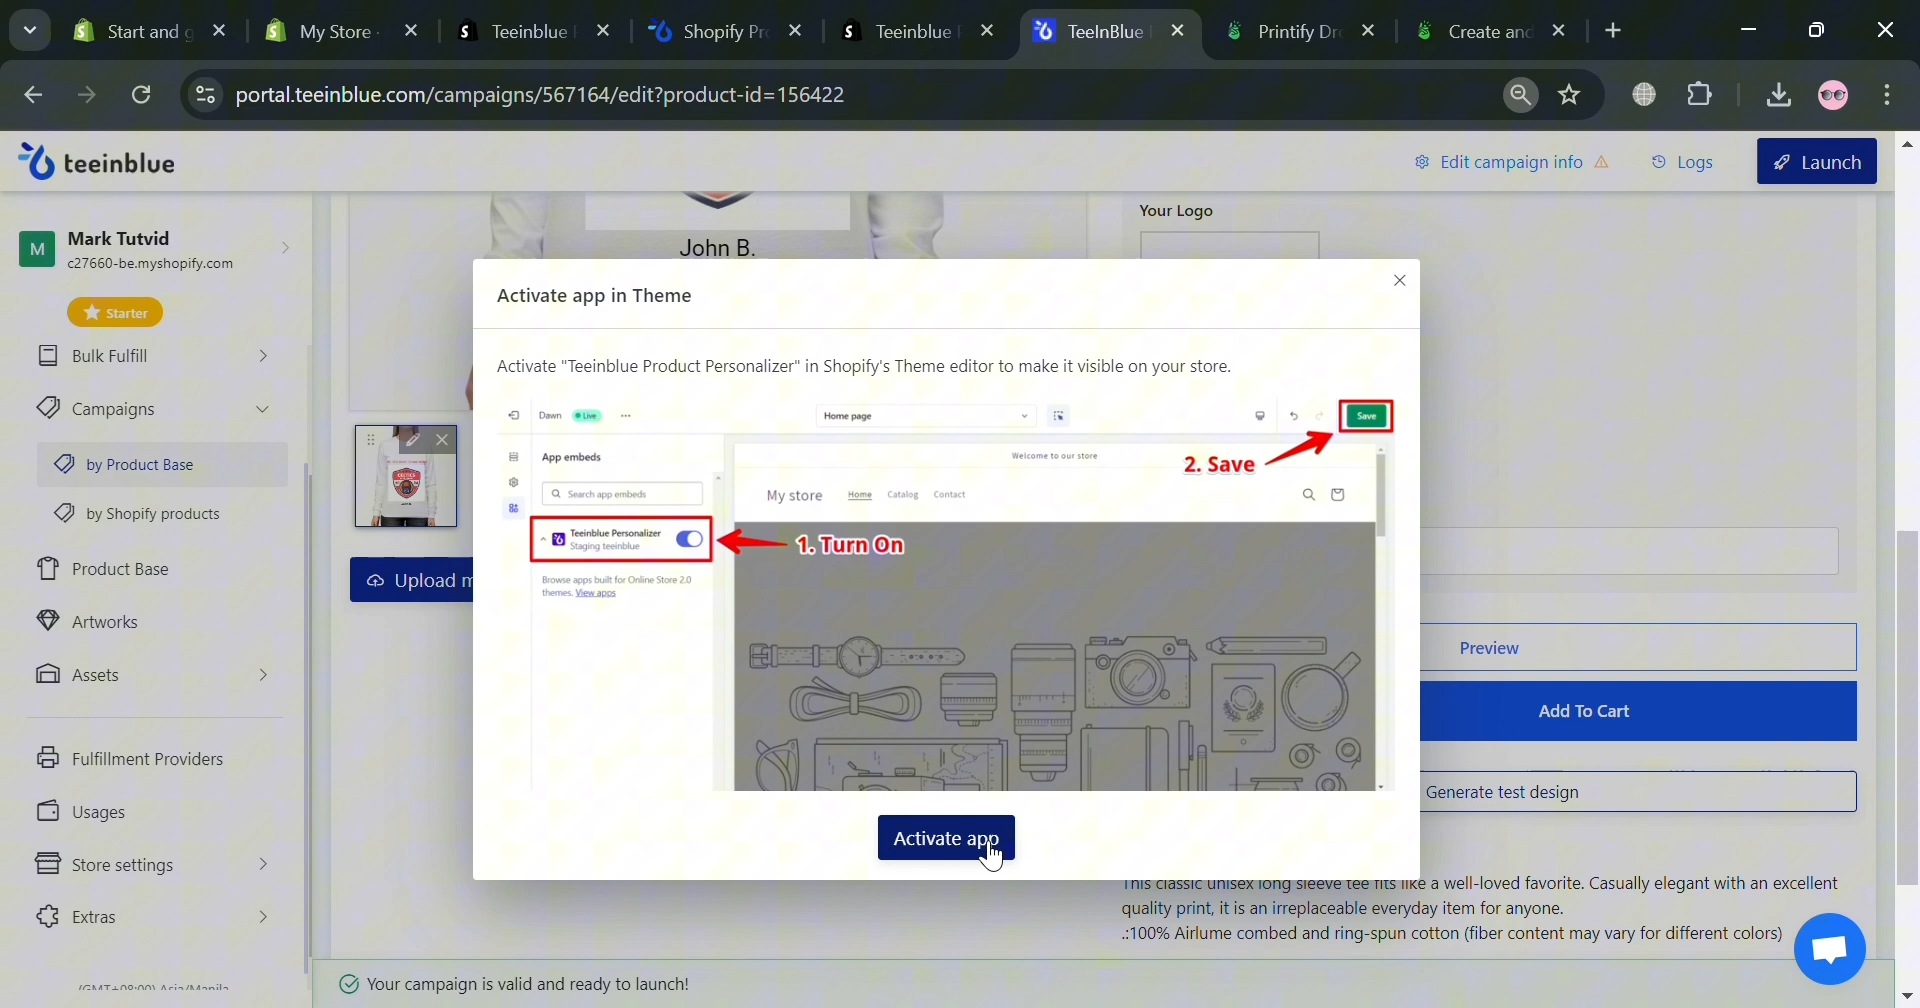 Start and g
My Store -
Teeinblue
Shopify Pr
Teeinblue
TeeInBlue
Printify Dr
Create and
portal.teeinblue.com/campaigns/567164/edit?product-id=156422
teeinblue
Edit campaign info
Logs
Launch
M
Mark Tutvid
c27660-be.myshopify.com
Starter
Bulk Fulfill
Campaigns
by Product Base
by Shopify products
Product Base
Artworks
Assets
Fulfillment Providers
Usages
Store settings
Extras
(GMT+08:00) Asia/Manila
John B.
Your Logo
Upload m
Activate app in Theme
Activate "Teeinblue Product Personalizer" in Shopify's Theme editor to make it visible on your store.
Dawn
Live
Home page
Save
App embeds
Search app embeds
Teeinblue Personalizer
Staging teeinblue
Browse apps built for Online Store 2.0
themes. View apps
Welcome to our store
My store
Home
Catalog
Contact
1. Turn On
2. Save
Activate app
Preview
Add To Cart
Generate test design
This classic unisex long sleeve tee fits like a well-loved favorite. Casually elegant with an excellent
quality print, it is an irreplaceable everyday item for anyone.
.:100% Airlume combed and ring-spun cotton (fiber content may vary for different colors)
Your campaign is valid and ready to launch!